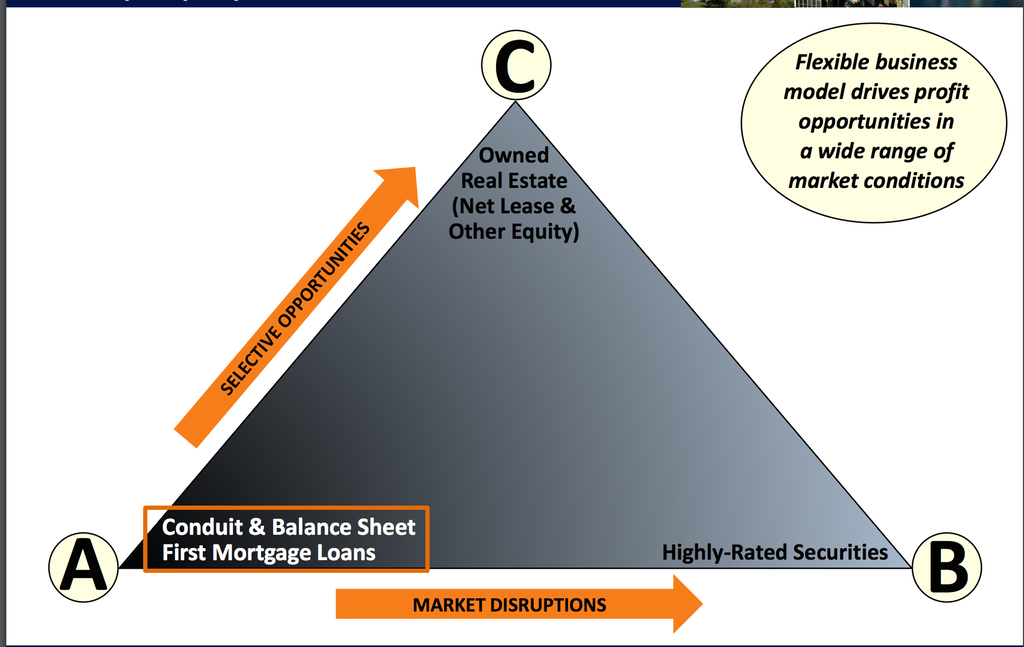 C
Flexible business
model drives profit
opportunities in
a wide range of
market conditions
Owned
Real Estate
(Net Lease &
Other Equity)
SELECTIVE OPPORTUNITIES
A
Conduit & Balance Sheet
First Mortgage Loans
Highly-Rated Securities
B
MARKET DISRUPTIONS